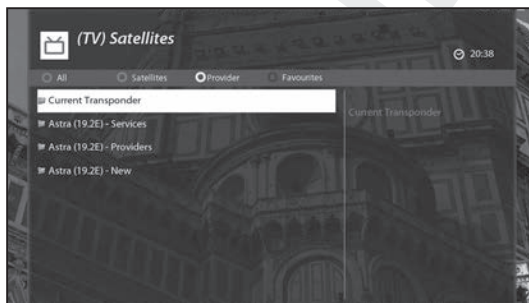 (TV) Satellites
20:38
All Satellites Provider Favourites
Current Transponder
Current Transponder
Astra (19.2E) - Services
Astra (19.2E) - Providers
Astra (19.2E) - New